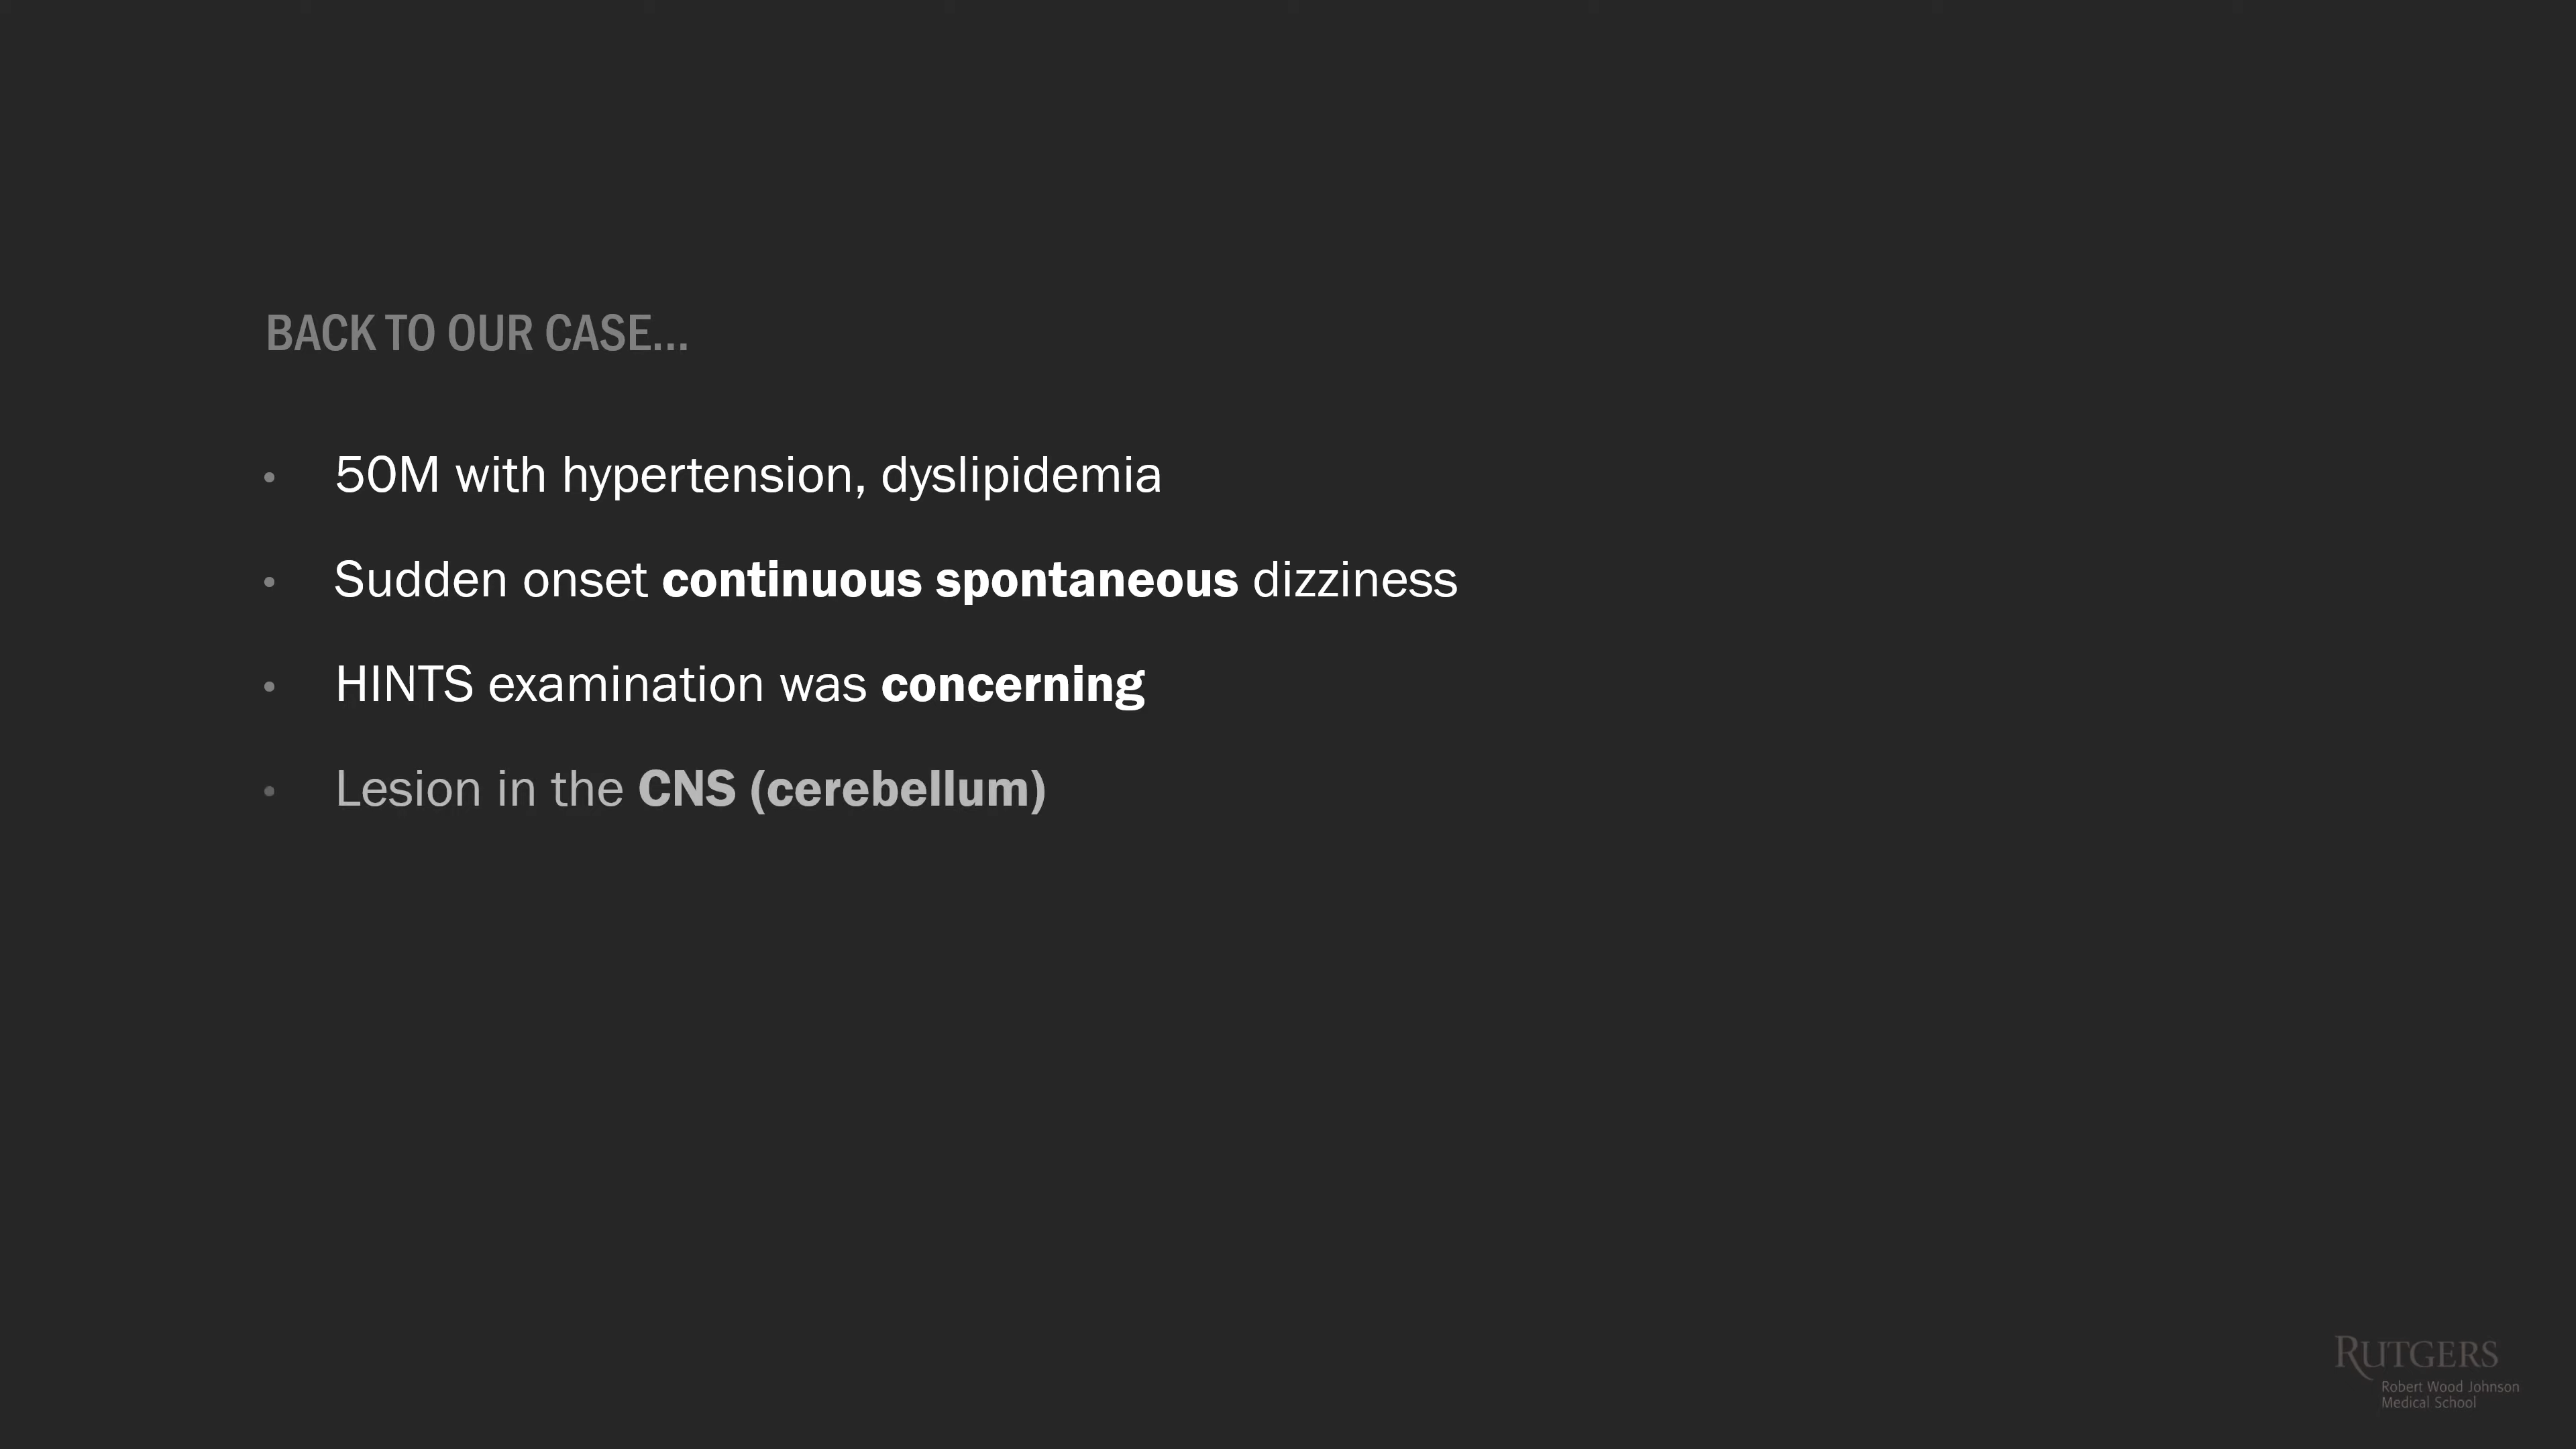 BACK TO OUR CASE...
• 50M with hypertension, dyslipidemia
• Sudden onset continuous spontaneous dizziness
• HINTS examination was concerning
• Lesion in the CNS (cerebellum)
RUTGERS
Robert Wood Johnson
Medical School